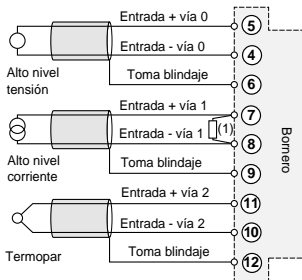 Entrada + vía 0
5
Entrada - vía 0
4
Alto nivel
tensión
Toma blindaje
6
Entrada + vía 1
7
(1)
Entrada - vía 1
8
Alto nivel
corriente
Toma blindaje
9
Bornero
Entrada + vía 2
11
Entrada - vía 2
10
Termopar
Toma blindaje
12